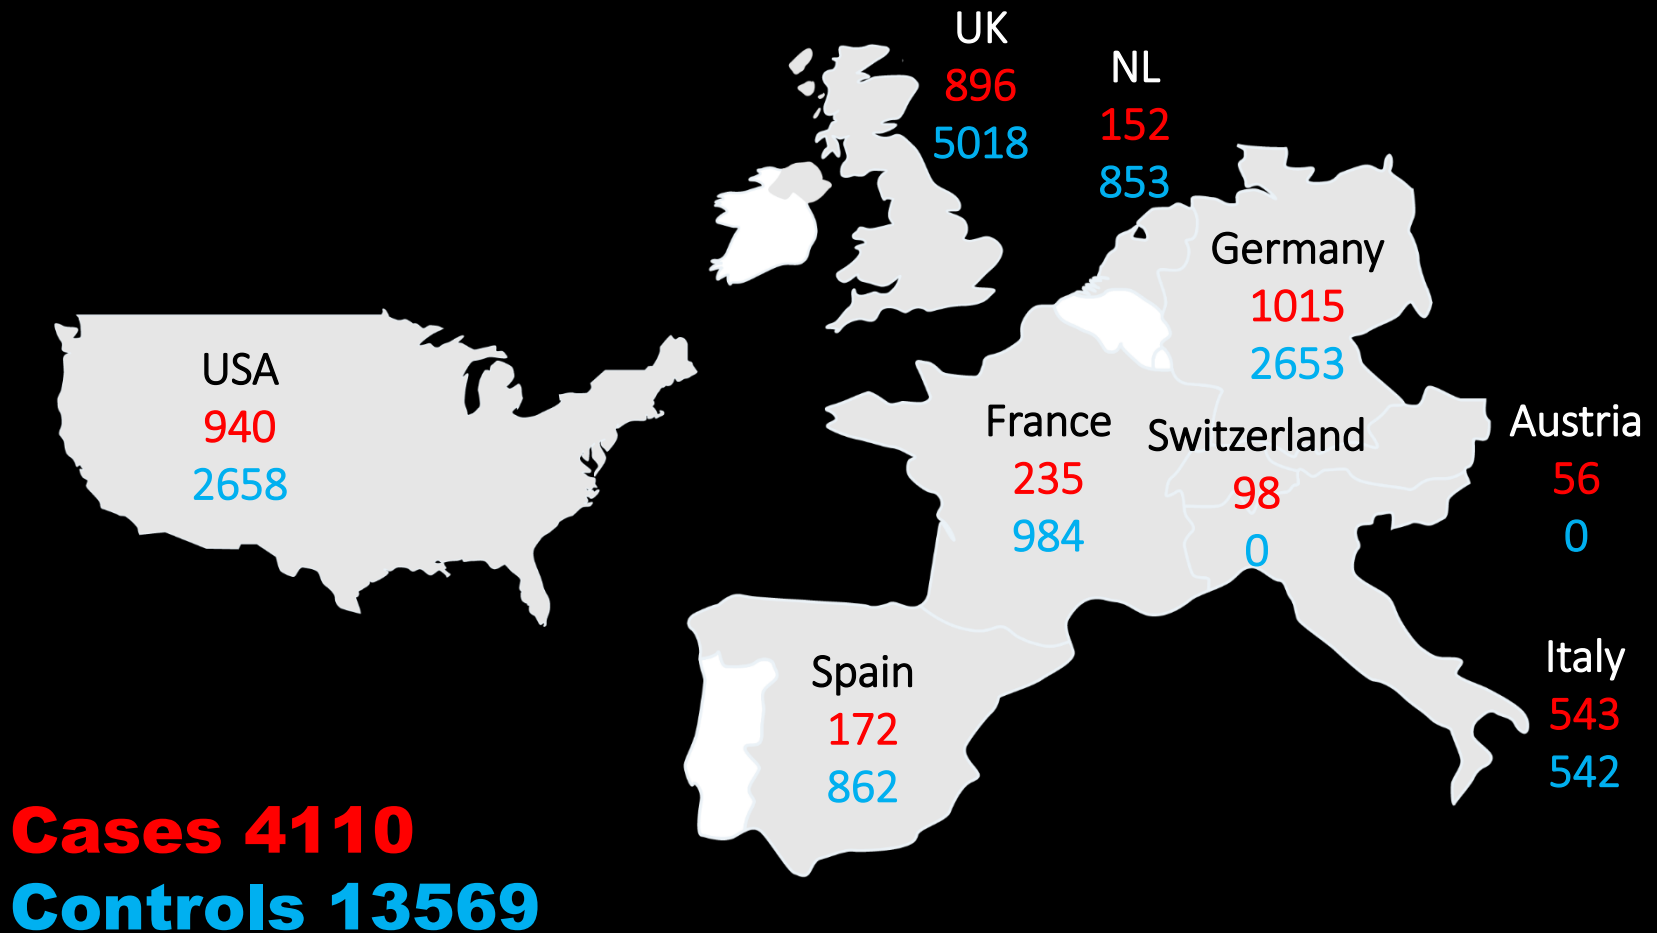 UK
896
5018
NL
152
853
Germany
1015
2653
USA
940
2658
France
235
984
Switzerland
98
0
Austria
56
0
Spain
172
862
Italy
543
542
Cases 4110
Controls 13569